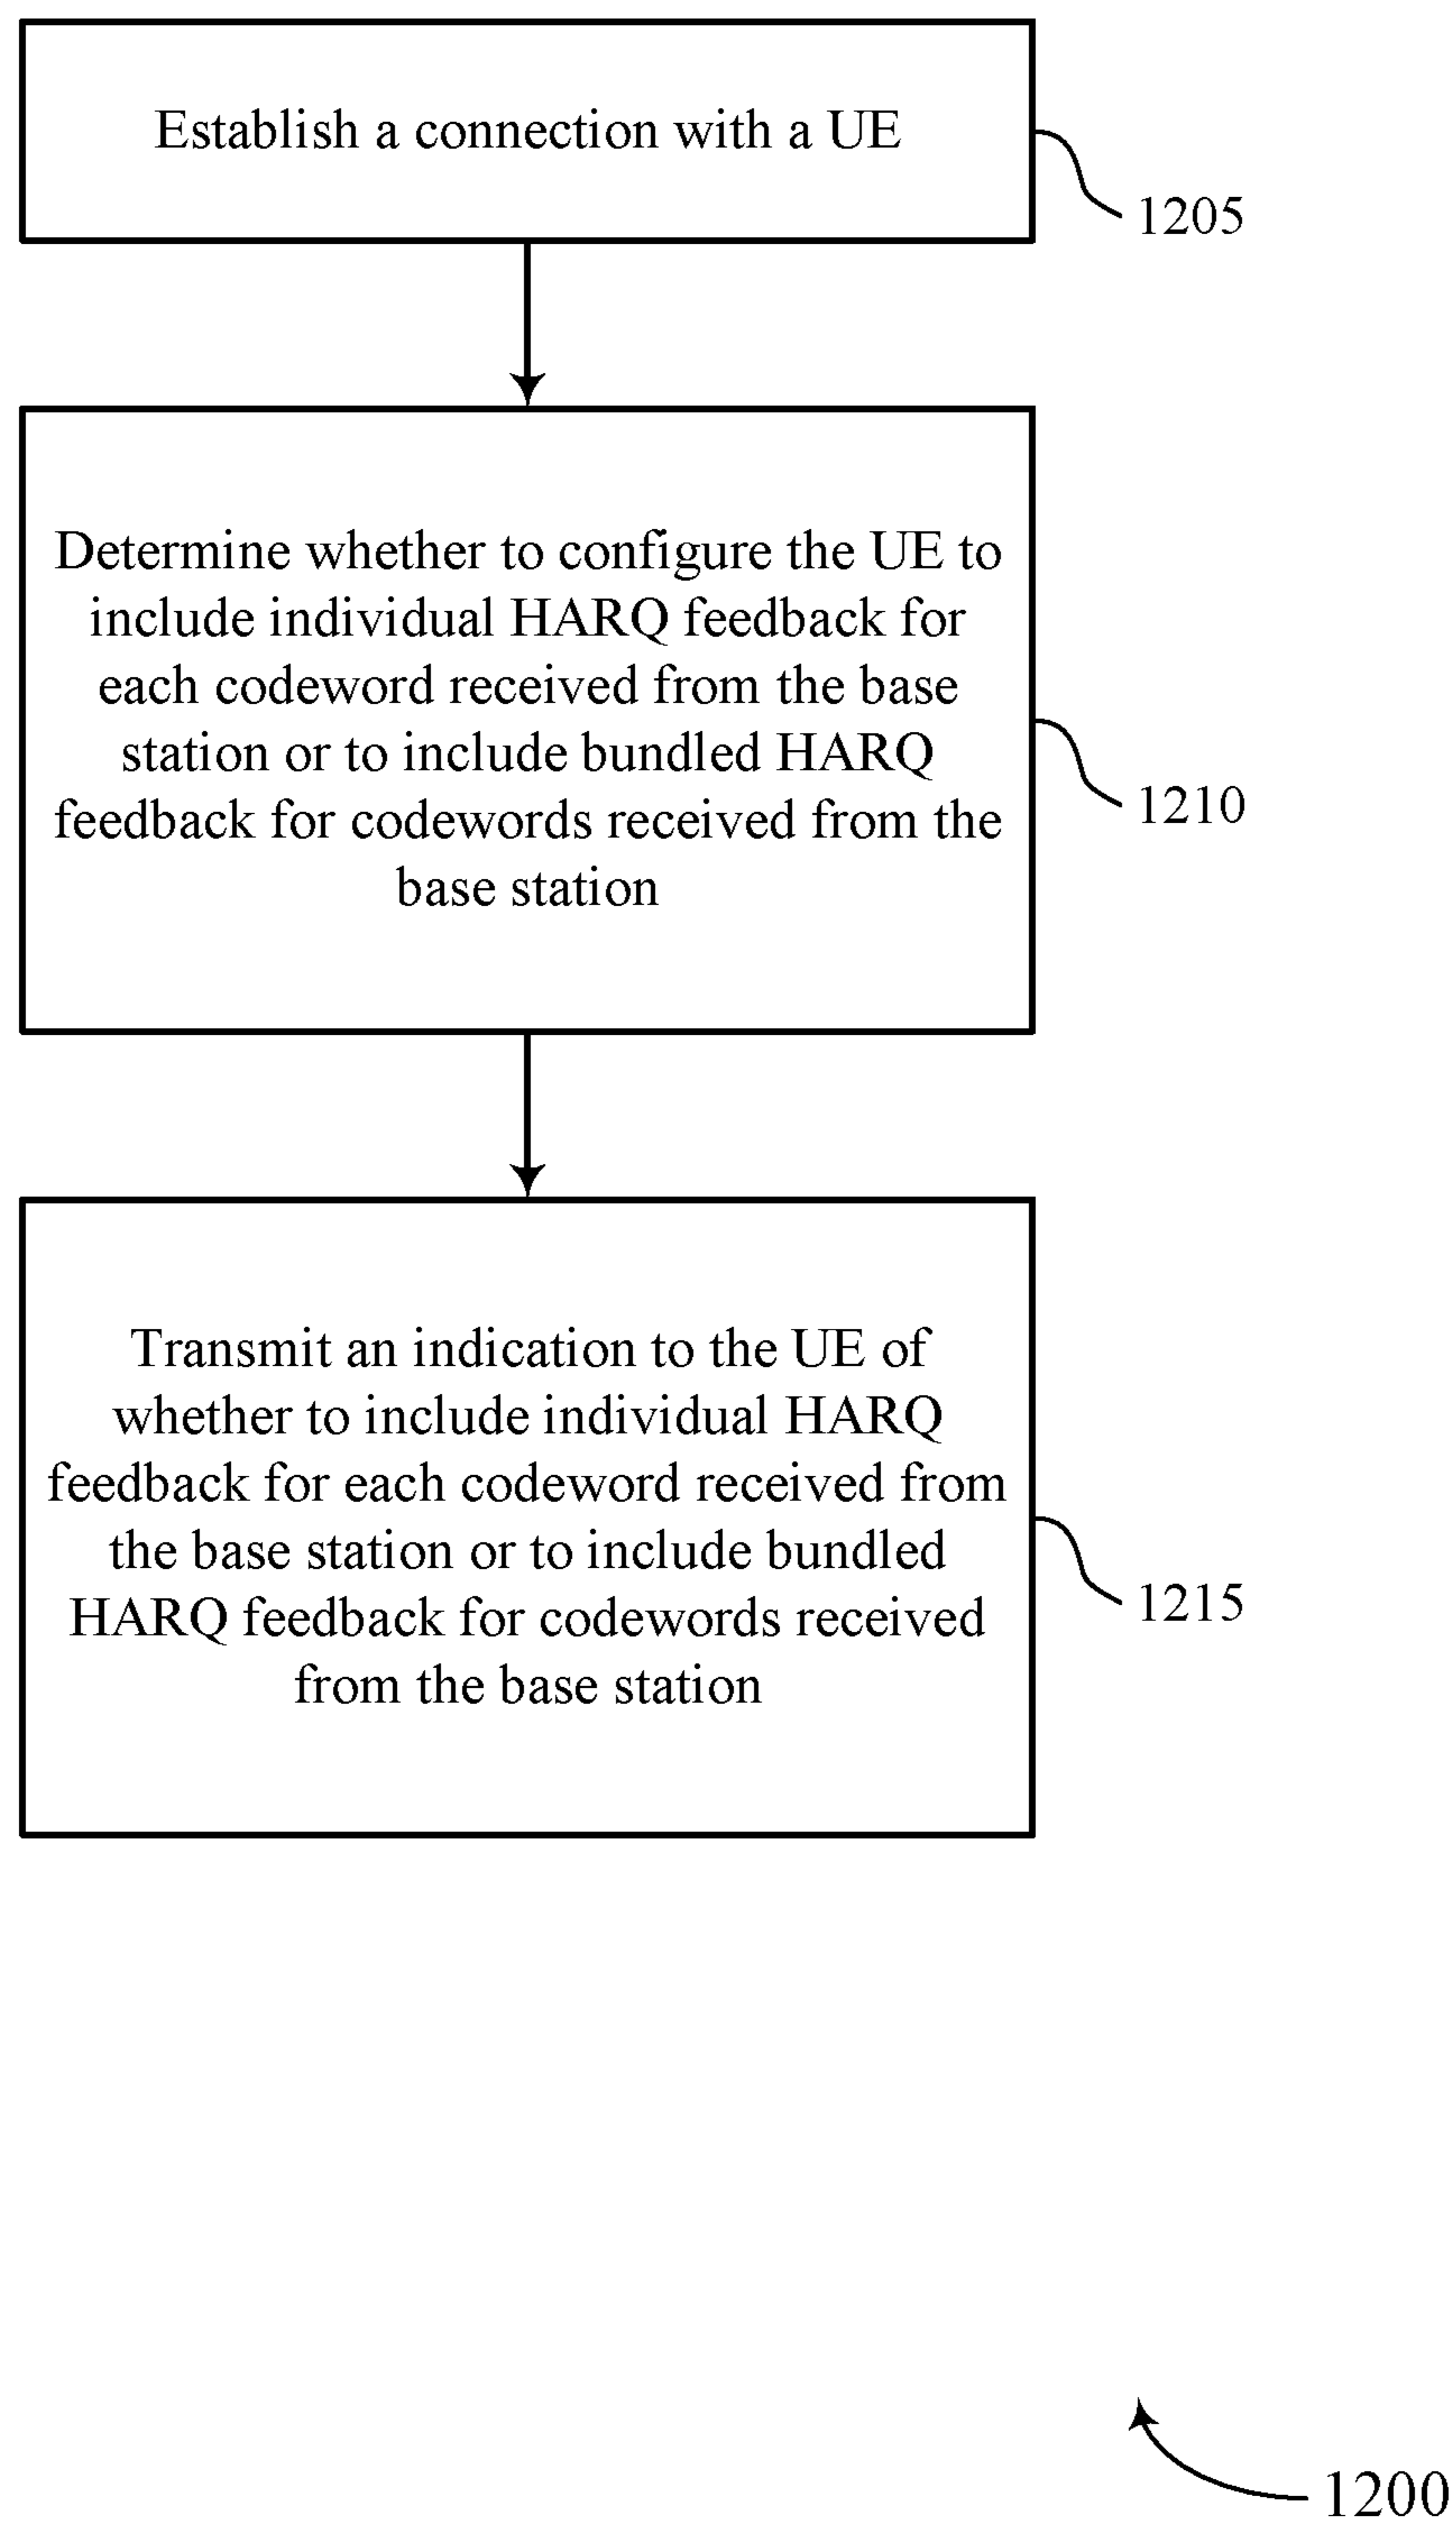 Establish a connection with a UE
1205
Determine whether to configure the UE to
include individual HARQ feedback for
each codeword received from the base
station or to include bundled HARQ
feedback for codewords received from the
base station
1210
Transmit an indication to the UE of
whether to include individual HARQ
feedback for each codeword received from
the base station or to include bundled
HARQ feedback for codewords received
from the base station
1215
1200